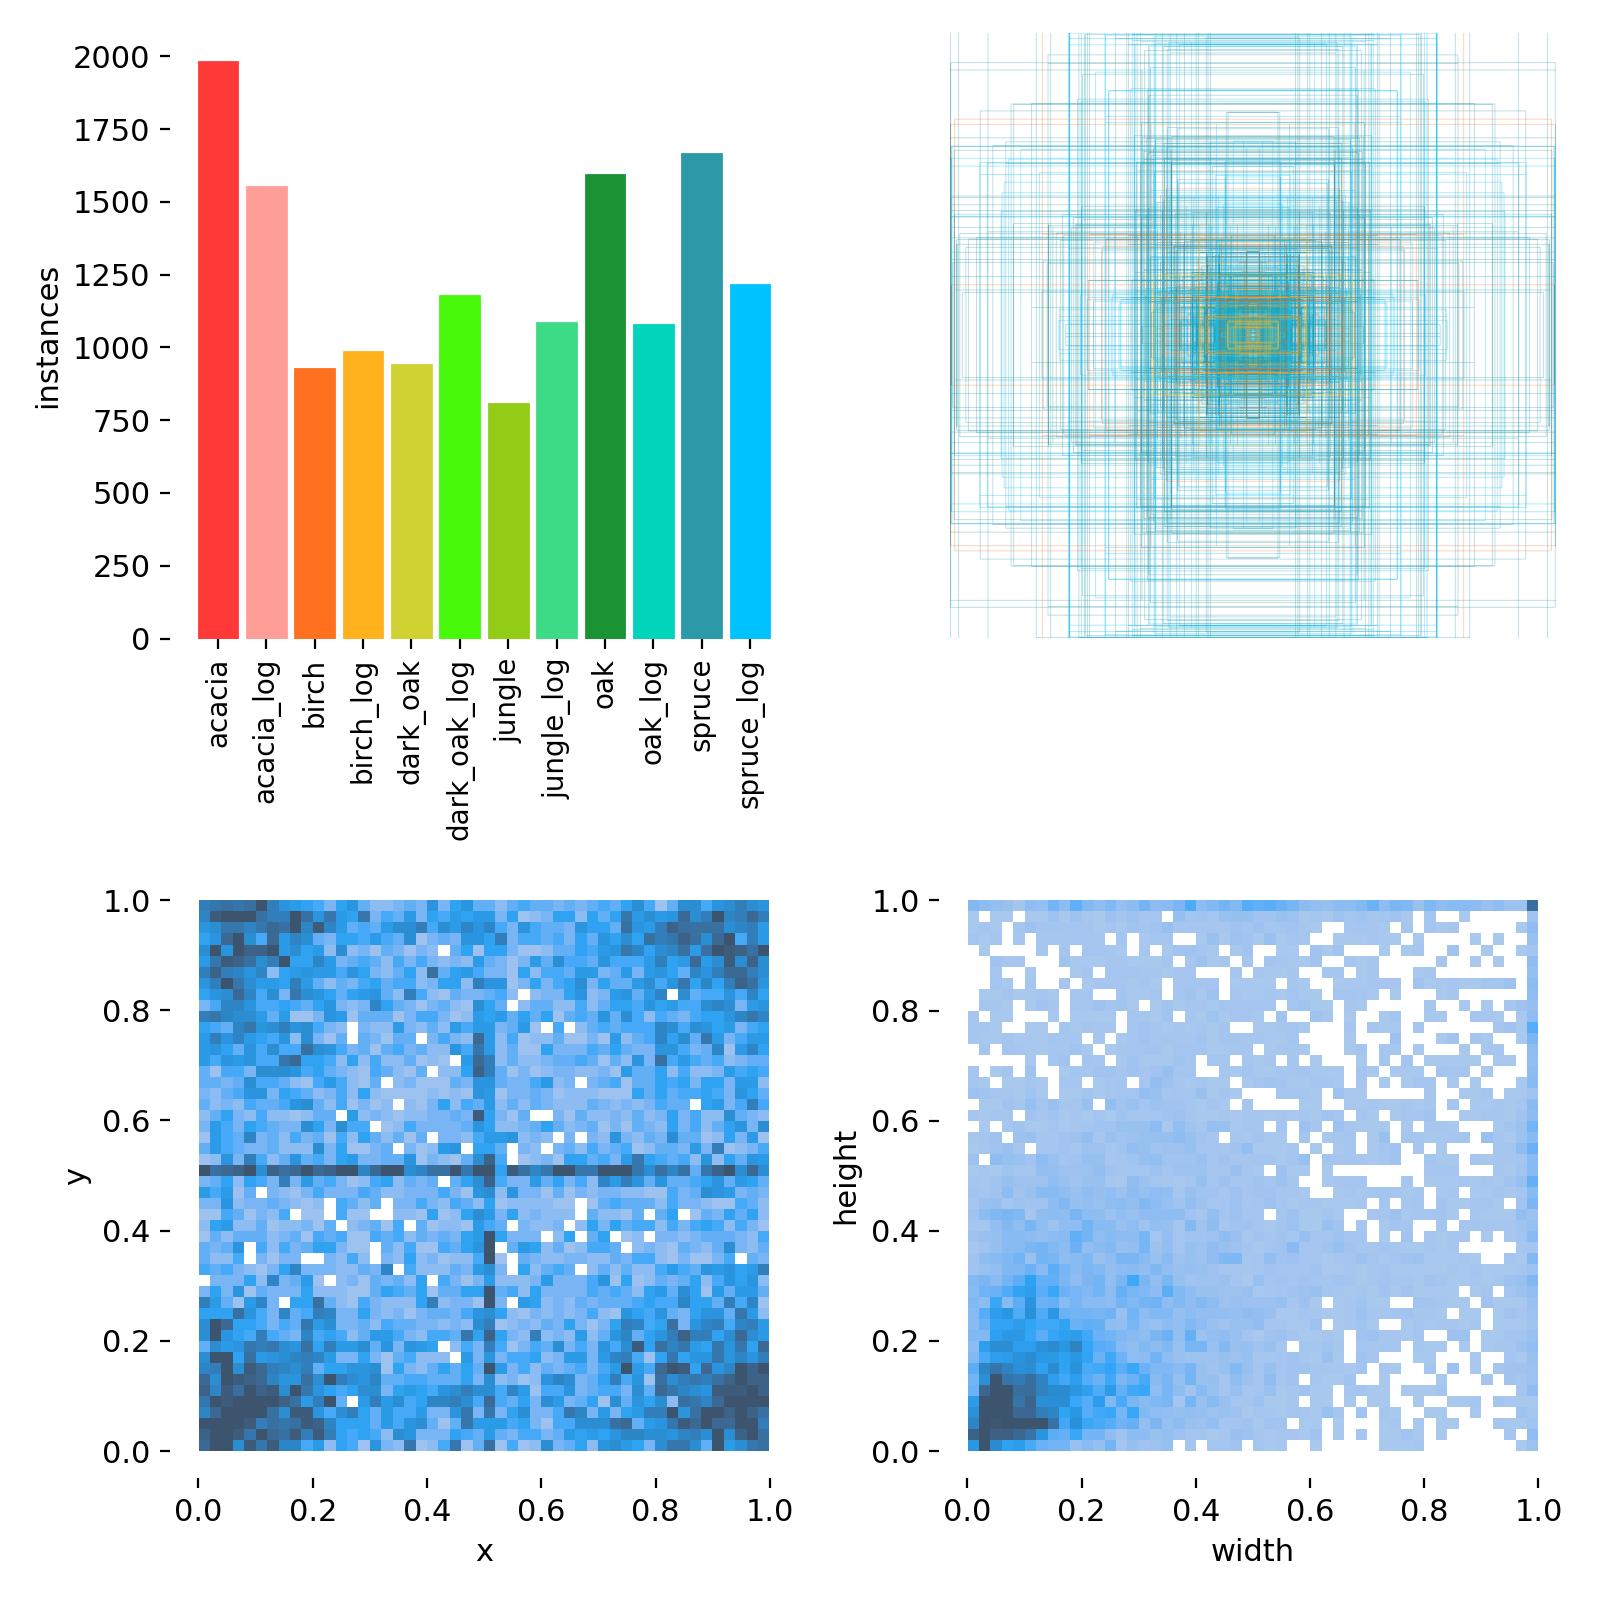 instances
2000
1750
1500
1250
1000
750
500
250
0
acacia
acacia_log
birch
birch_log
dark_oak
dark_oak_log
jungle
jungle_log
oak
oak_log
spruce
spruce_log
y
1.0
0.8
0.6
0.4
0.2
0.0
0.0 0.2 0.4 0.6 0.8 1.0
x
height
1.0
0.8
0.6
0.4
0.2
0.0
0.0 0.2 0.4 0.6 0.8 1.0
width